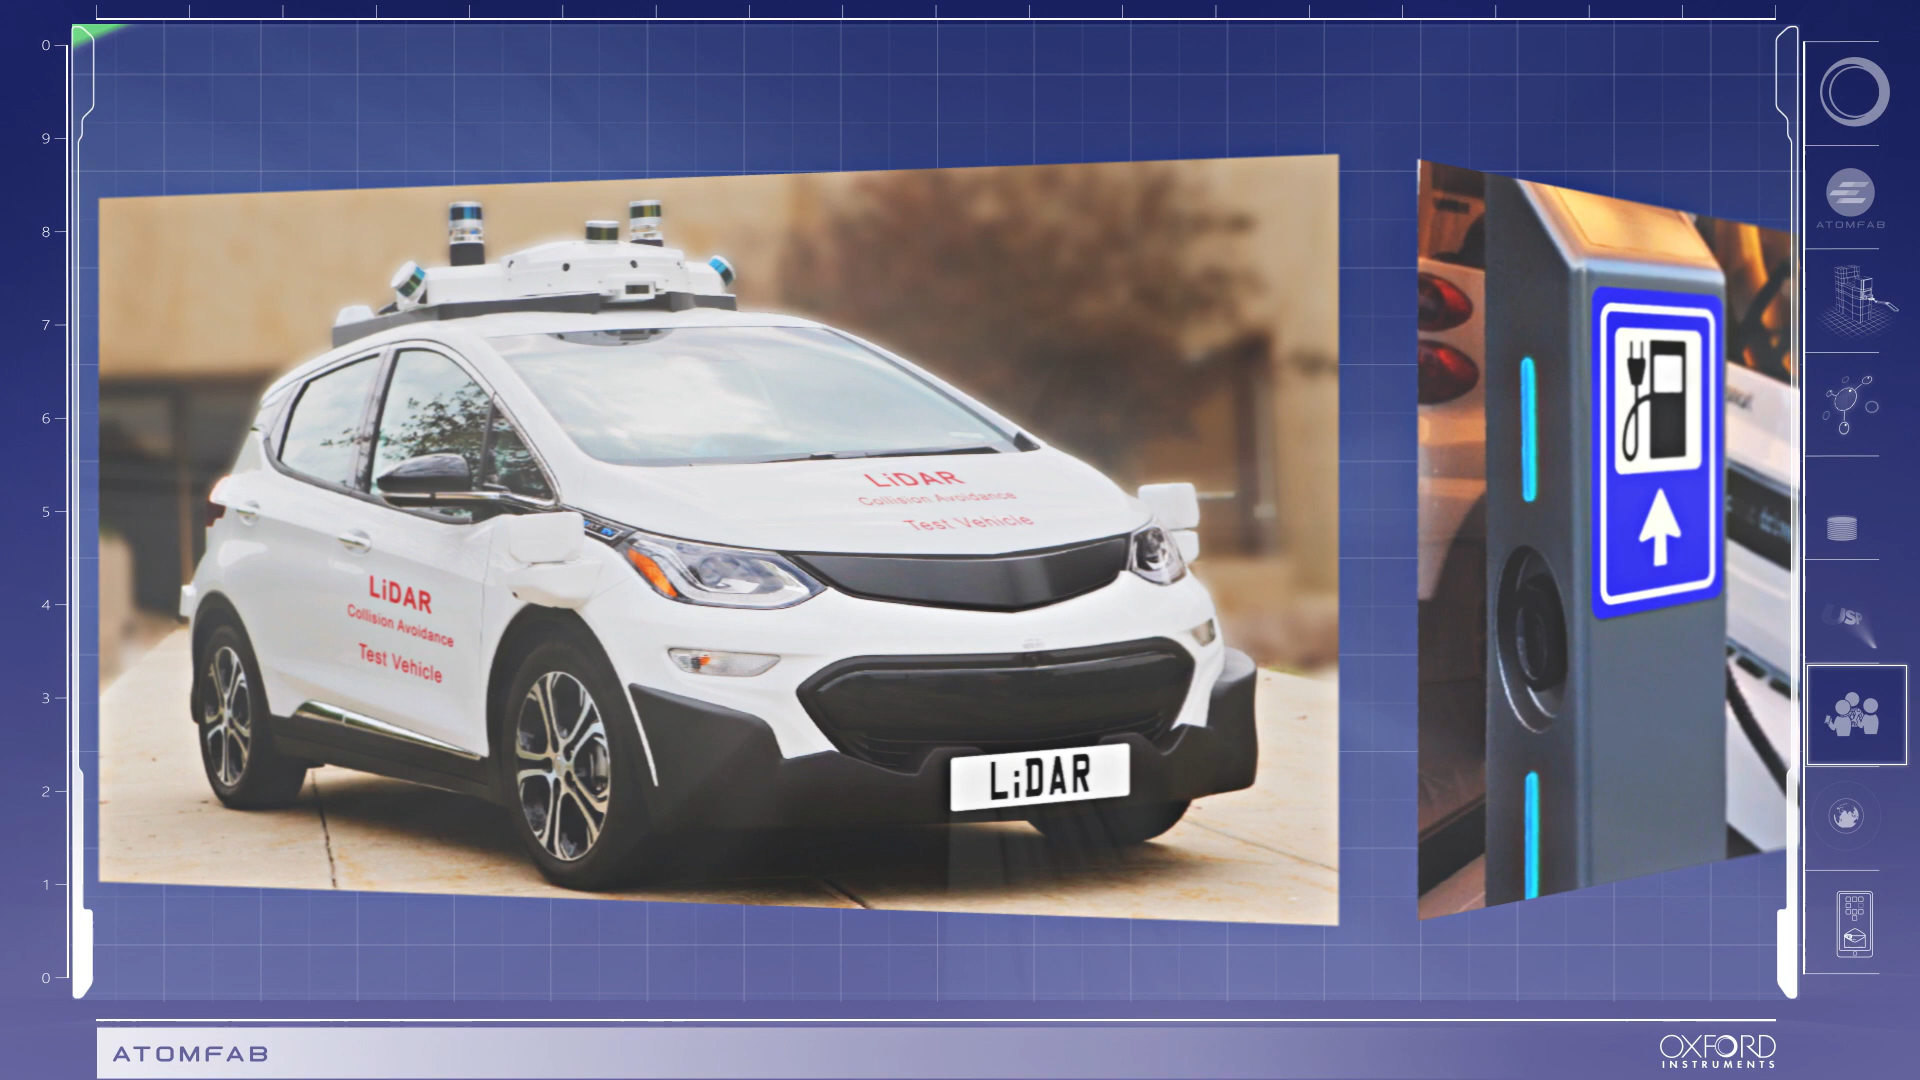 0
9
8
7
6
5
4
3
2
1
0
LiDAR
Collision Avoidance
Test Vehicle
LiDAR
Collision Avoidance
Test Vehicle
LiDAR
ATOMFAB
USP
ATOMFAB
OXFORD
INSTRUMENTS